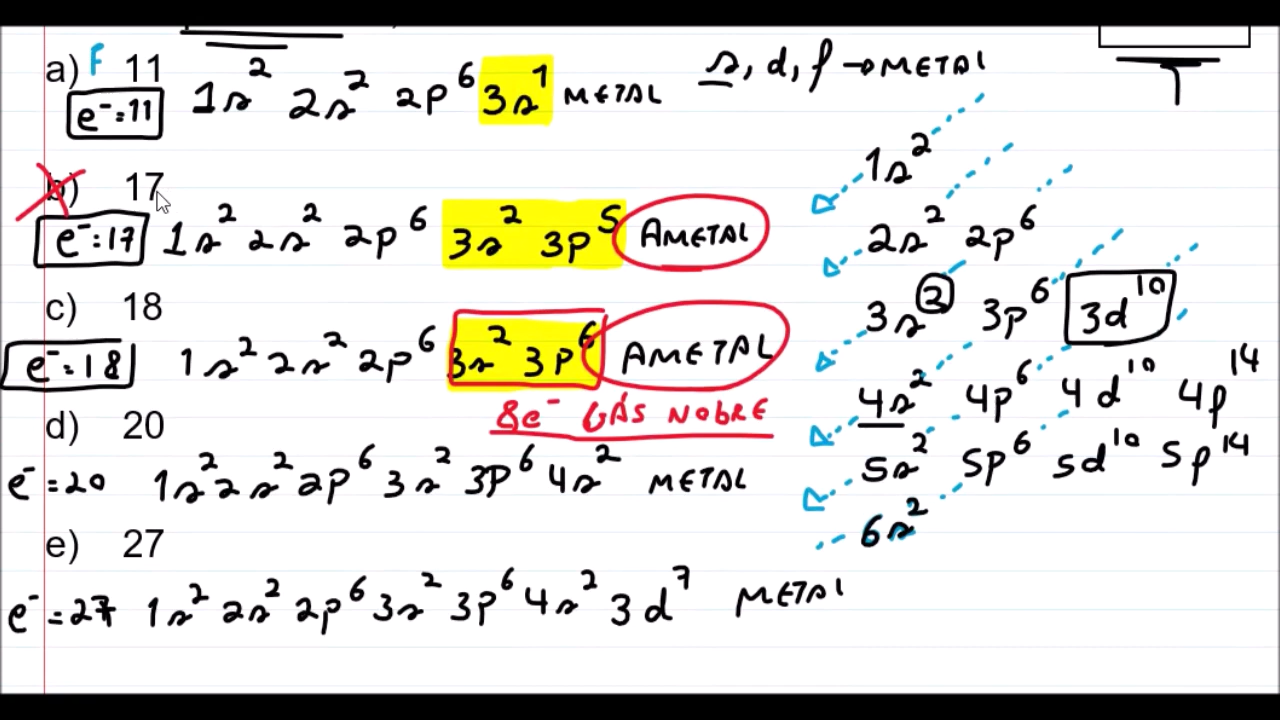 a) F 11
e⁻=11 1s² 2s² 2p⁶ 3s¹ METAL
s, d, f → METAL
b) 17
e⁻:17 1s² 2s² 2p⁶ 3s² 3p⁵ AMETAL
c) 18
e⁻:18 1s² 2s² 2p⁶ 3s² 3p⁶ AMETAL
8e⁻ GÁS NOBRE
d) 20
e⁻=20 1s² 2s² 2p⁶ 3s² 3p⁶ 4s² METAL
e) 27
e⁻=27 1s² 2s² 2p⁶ 3s² 3p⁶ 4s² 3d⁷ METAL
1s²
2s² 2p⁶
3s² 3p⁶ 3d¹⁰
4s² 4p⁶ 4d¹⁰ 4f¹⁴
5s² 5p⁶ 5d¹⁰ 5f¹⁴
6s²